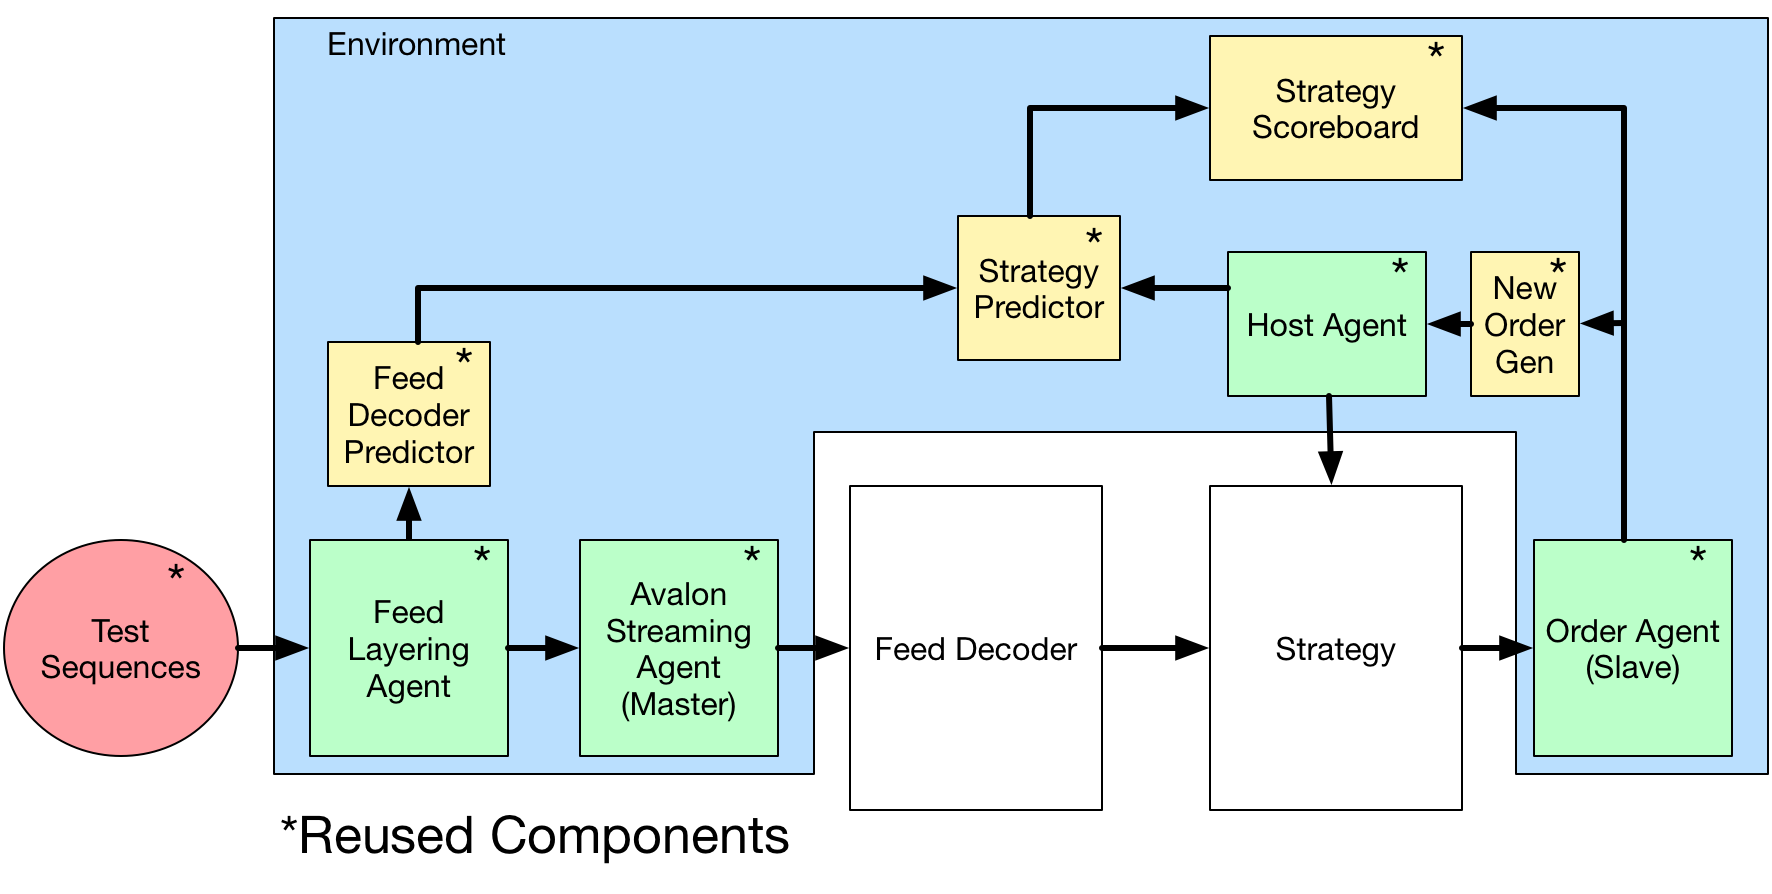 Environment
*
Strategy
Scoreboard
*
Strategy
Predictor
*
Host Agent
*
New
Order
Gen
*
Feed
Decoder
Predictor
*
Test
Sequences
*
Feed
Layering
Agent
*
Avalon
Streaming
Agent
(Master)
Feed Decoder
Strategy
*
Order Agent
(Slave)
*Reused Components